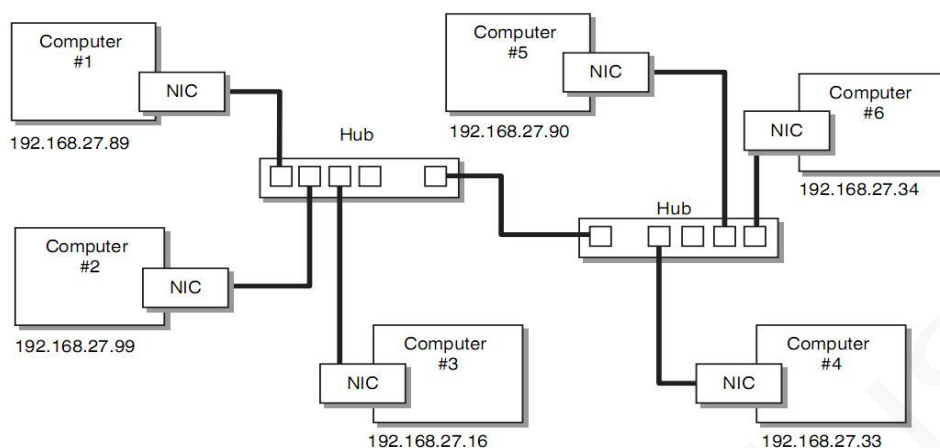 Computer
#1
NIC
192.168.27.89
Hub
Computer
#5
NIC
192.168.27.90
Computer
#6
NIC
192.168.27.34
Hub
Computer
#2
NIC
192.168.27.99
Computer
#3
NIC
192.168.27.16
Computer
#4
NIC
192.168.27.33